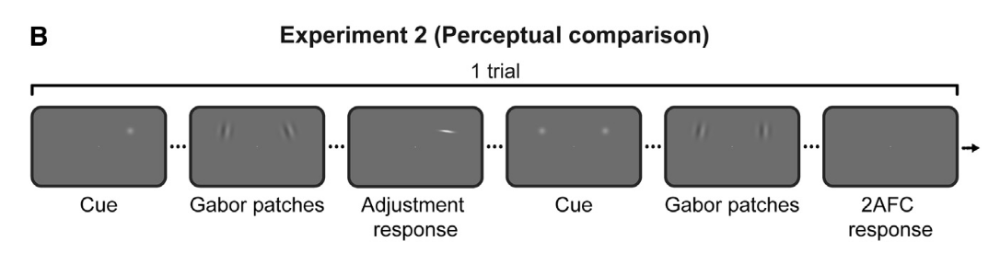 B
Experiment 2 (Perceptual comparison)
1 trial
Cue
Gabor patches
Adjustment
response
Cue
Gabor patches
2AFC
response